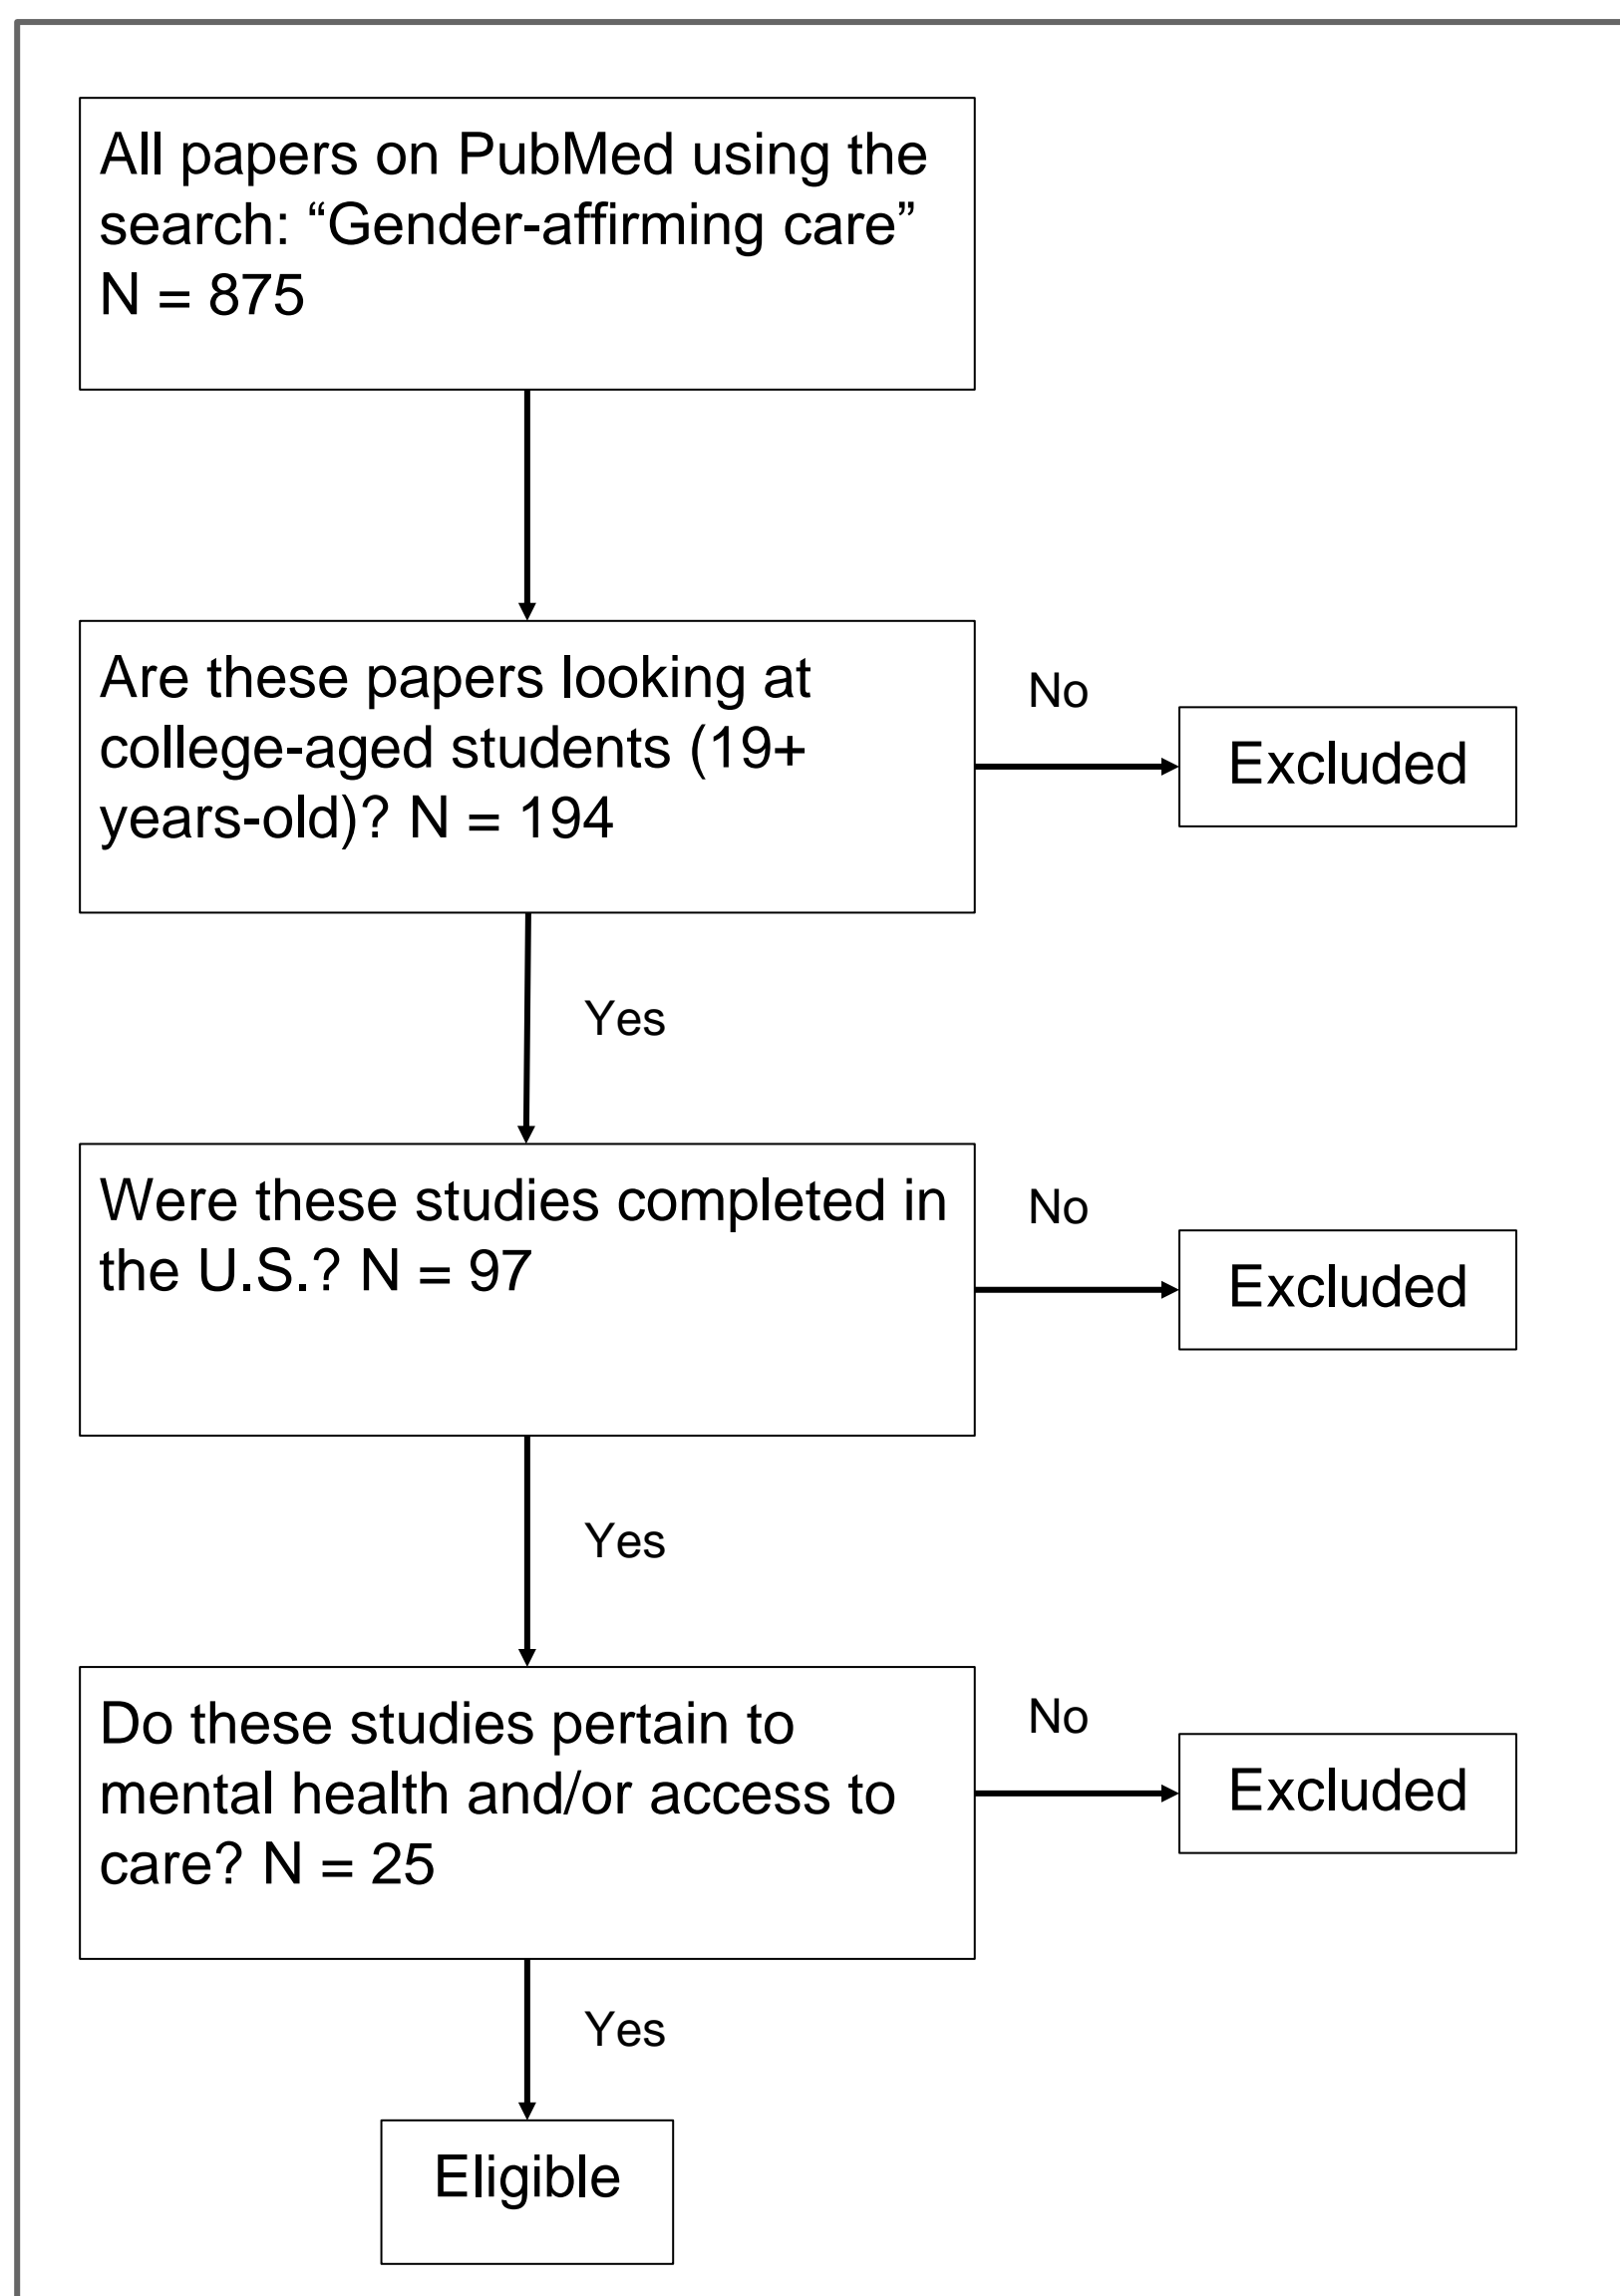 All papers on PubMed using the
search: “Gender-affirming care”
N = 875
Are these papers looking at
college-aged students (19+
years-old)? N = 194
No
Excluded
Yes
Were these studies completed in
the U.S.? N = 97
No
Excluded
Yes
Do these studies pertain to
mental health and/or access to
care? N = 25
No
Excluded
Yes
Eligible